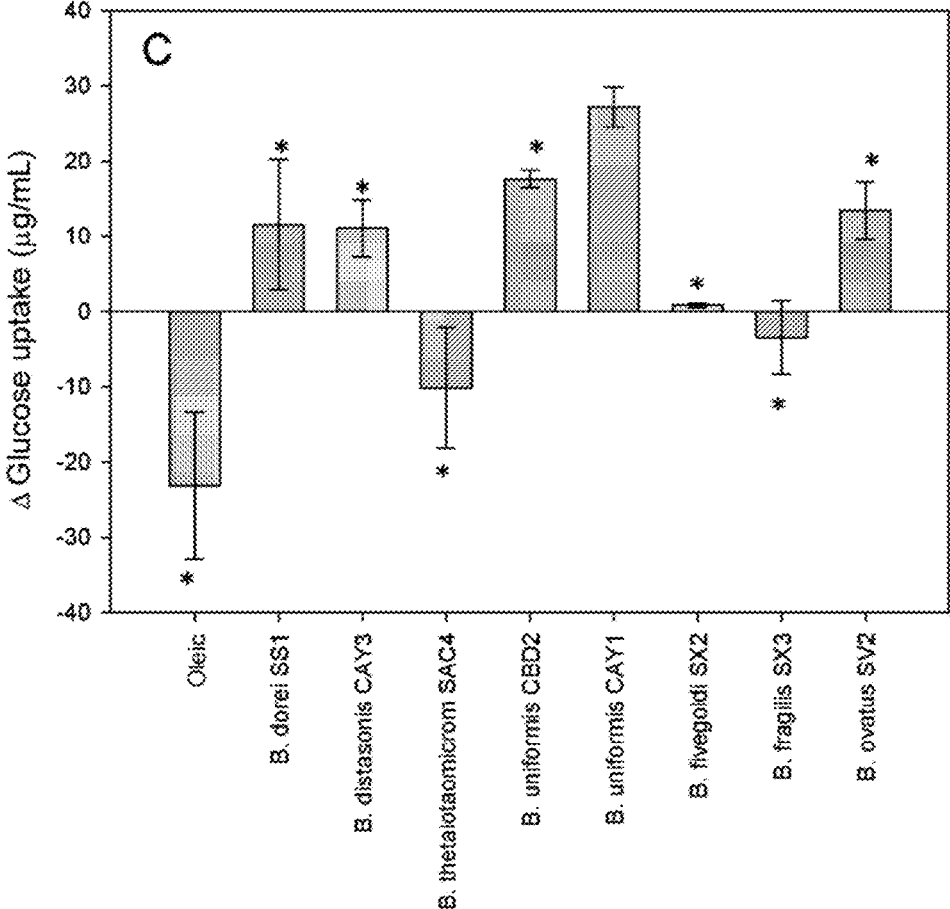 C
Δ Glucose uptake (µg/mL)
40
30
20
10
0
-10
-20
-30
-40
*
*
*
*
*
*
*
*
Oleic
B. dorei SS1
B. distasonis CAY3
B. thetaiotaomicrom SAC4
B. uniformis CBD2
B. uniformis CAY1
B. fivegoldi SX2
B. fragilis SX3
B. ovatus SV2